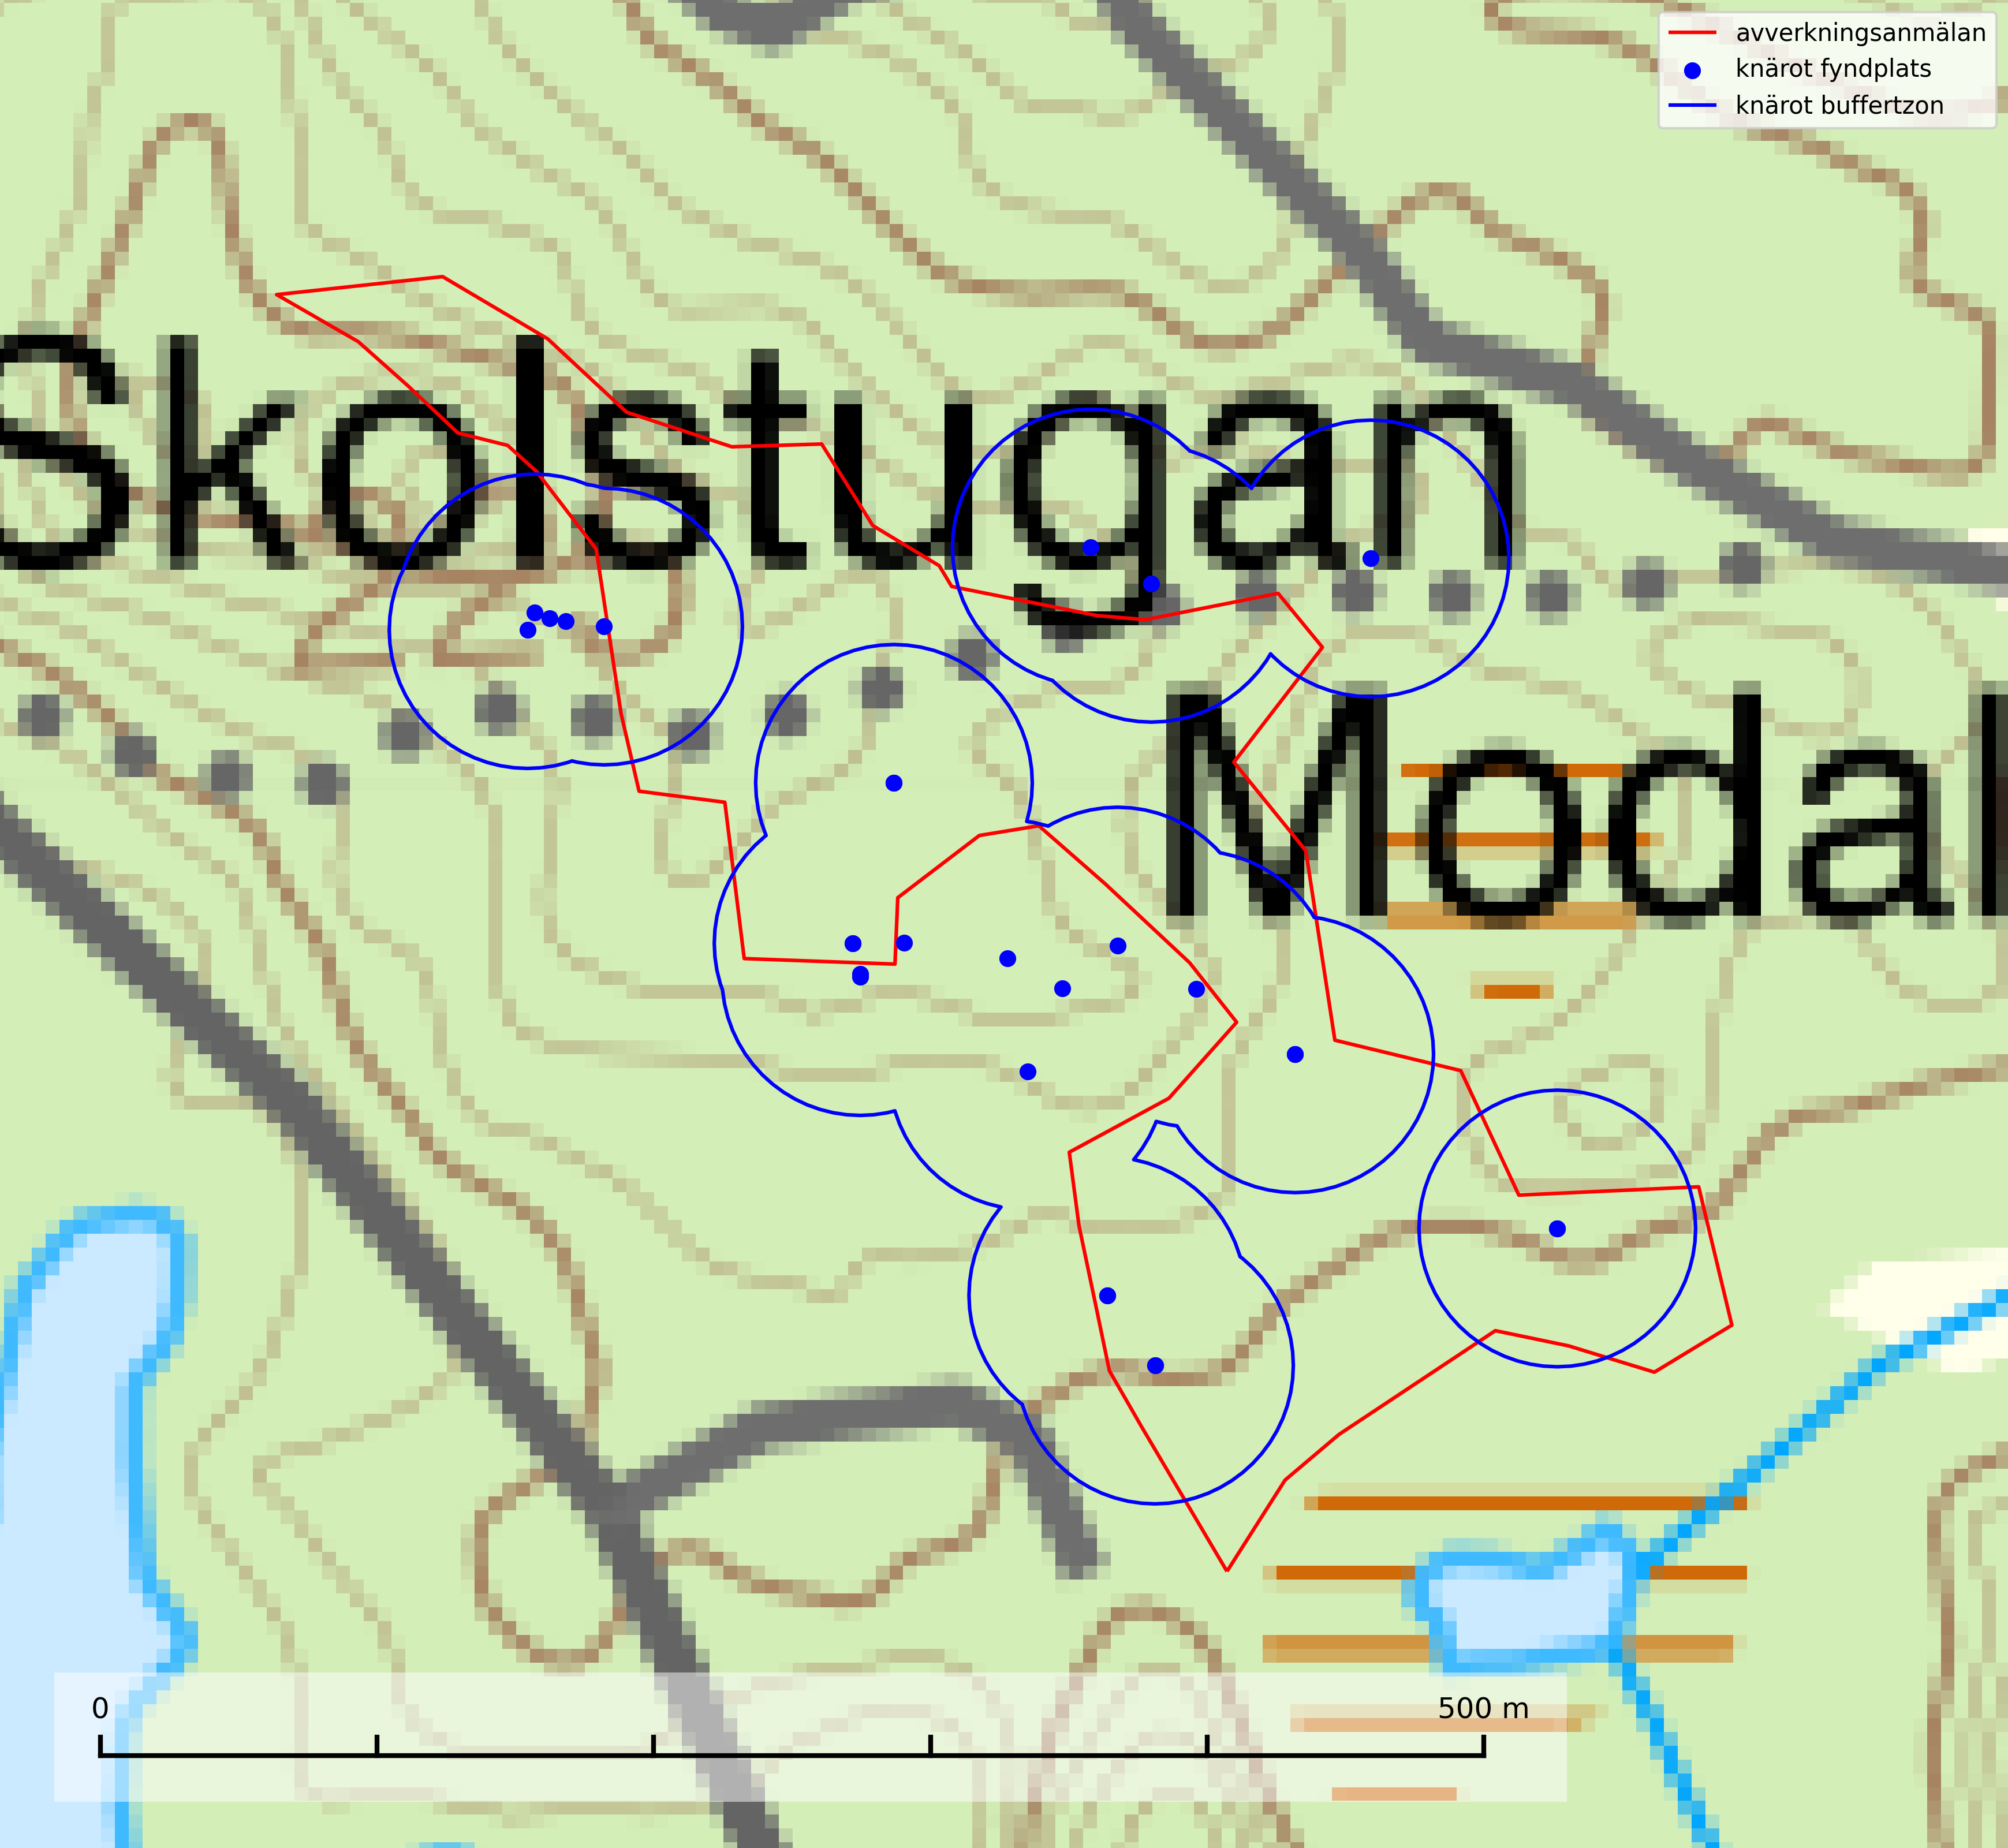 avverkningsanmälan
knärot fyndplats
knärot buffertzon
Skolstugan
Modal
0
500 m